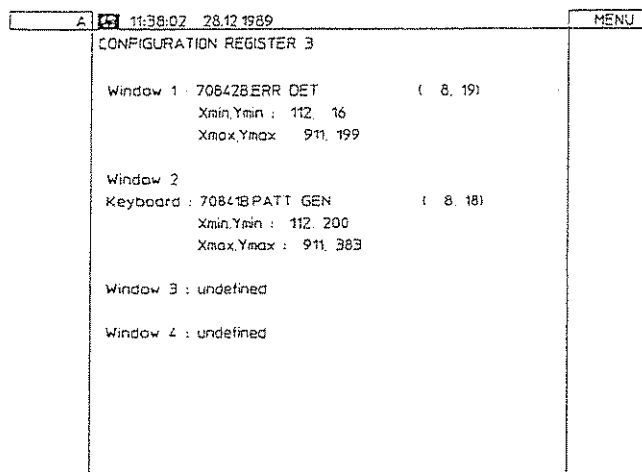 A 11:38:02 28.12.1989 MENU
CONFIGURATION REGISTER 3
Window 1 : 70842B ERR DET ( 8, 19)
Xmin,Ymin : 112, 16
Xmax,Ymax 911, 199
Window 2
Keyboard : 70841B PATT GEN ( 8, 18)
Xmin,Ymin : 112, 200
Xmax,Ymax : 911, 383
Window 3 : undefined
Window 4 : undefined